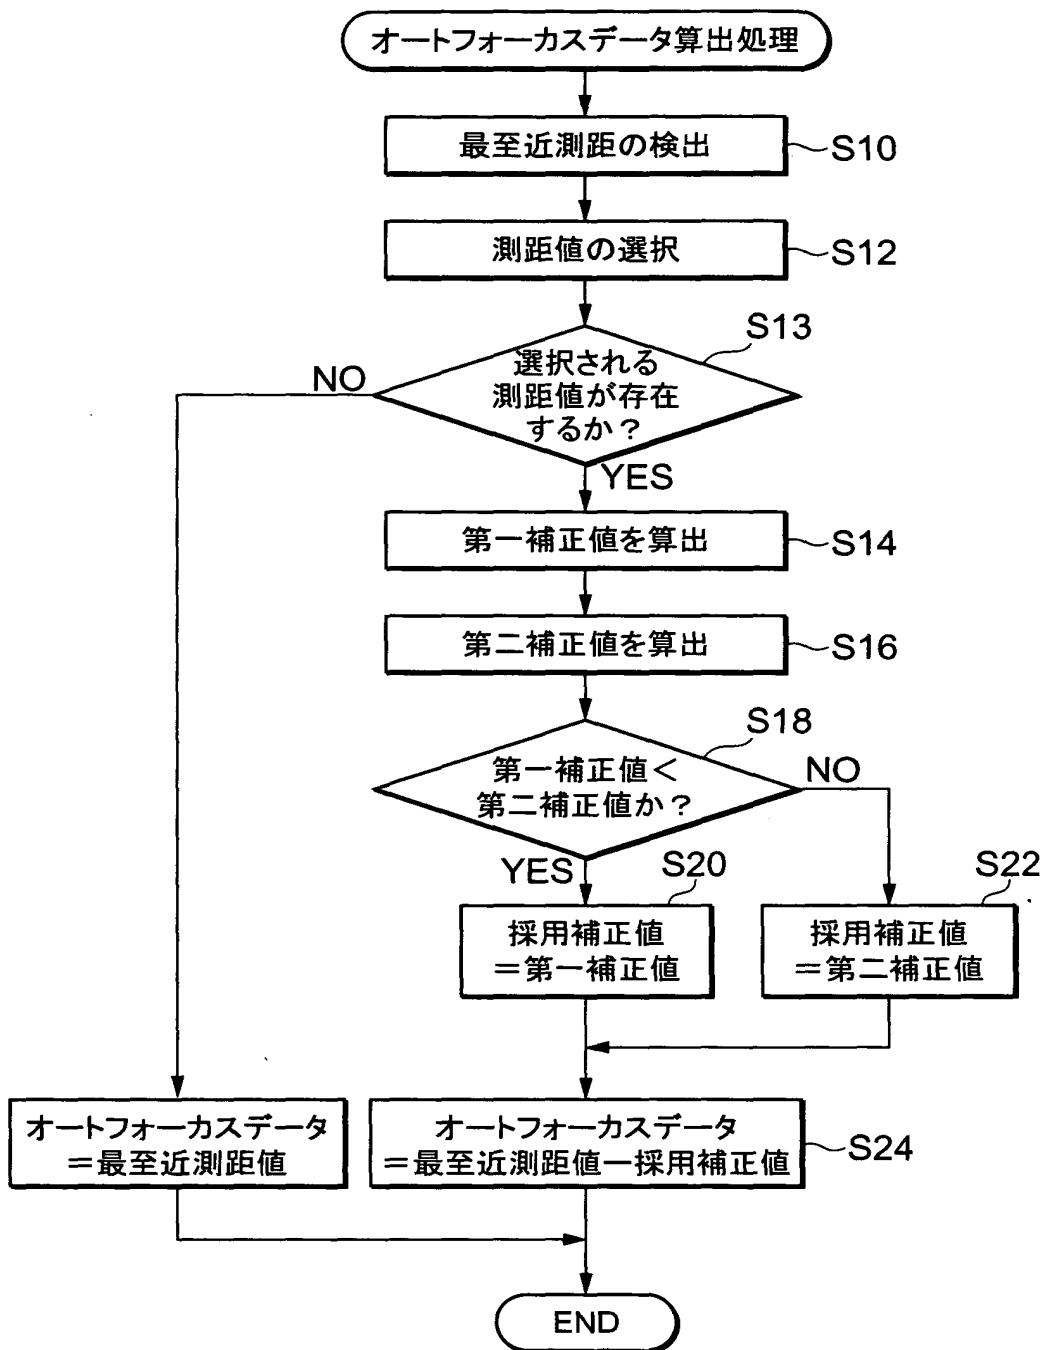 オートフォーカスデータ算出処理
最至近測距の検出
S10
測距値の選択
S12
S13
選択される
測距値が存在
するか？
NO
YES
第一補正値を算出
S14
第二補正値を算出
S16
S18
第一補正値＜
第二補正値か？
NO
YES
S20
S22
採用補正値
＝第一補正値
採用補正値
＝第二補正値
オートフォーカスデータ
＝最至近測距値
オートフォーカスデータ
＝最至近測距値－採用補正値
S24
END